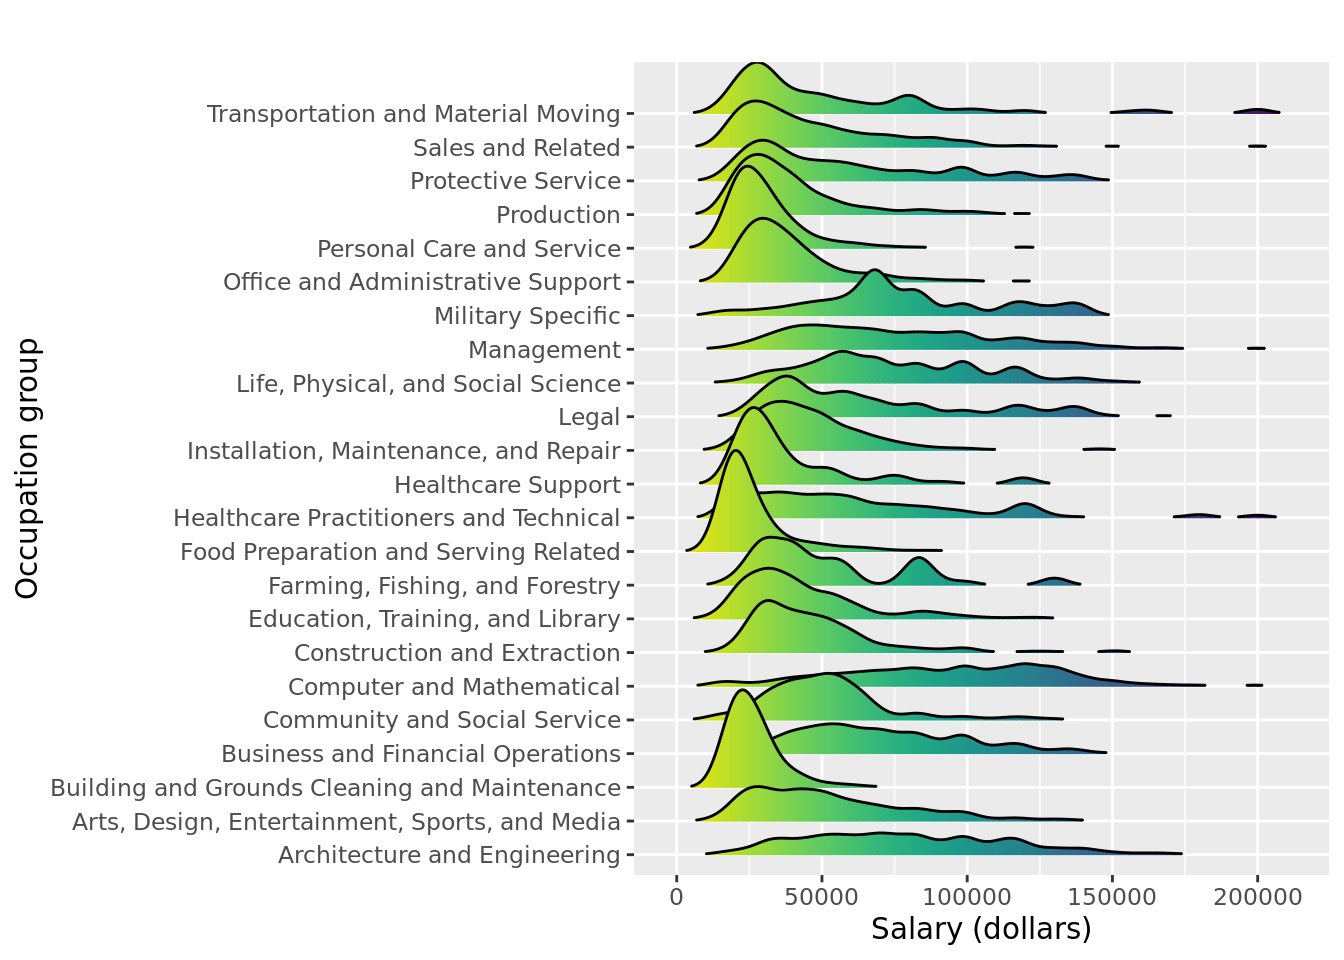 Occupation group
Transportation and Material Moving
Sales and Related
Protective Service
Production
Personal Care and Service
Office and Administrative Support
Military Specific
Management
Life, Physical, and Social Science
Legal
Installation, Maintenance, and Repair
Healthcare Support
Healthcare Practitioners and Technical
Food Preparation and Serving Related
Farming, Fishing, and Forestry
Education, Training, and Library
Construction and Extraction
Computer and Mathematical
Community and Social Service
Business and Financial Operations
Building and Grounds Cleaning and Maintenance
Arts, Design, Entertainment, Sports, and Media
Architecture and Engineering
0 50000 100000 150000 200000
Salary (dollars)